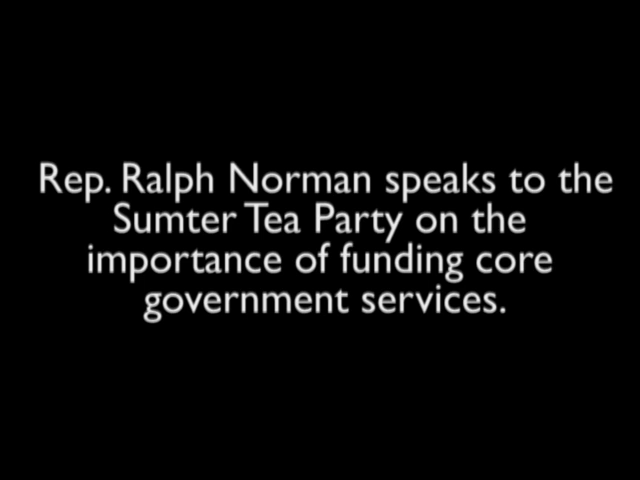 Rep. Ralph Norman speaks to the
Sumter Tea Party on the
importance of funding core
government services.